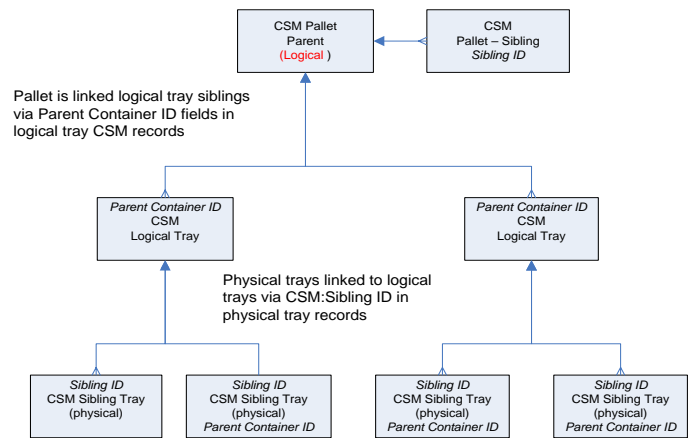 CSM Pallet
Parent
(Logical )
CSM
Pallet – Sibling
Sibling ID
Pallet is linked logical tray siblings
via Parent Container ID fields in
logical tray CSM records
Parent Container ID
CSM
Logical Tray
Parent Container ID
CSM
Logical Tray
Physical trays linked to logical
trays via CSM:Sibling ID in
physical tray records
Sibling ID
CSM Sibling Tray
(physical)
Sibling ID
CSM Sibling Tray
(physical)
Parent Container ID
Sibling ID
CSM Sibling Tray
(physical)
Parent Container ID
Sibling ID
CSM Sibling Tray
(physical)
Parent Container ID